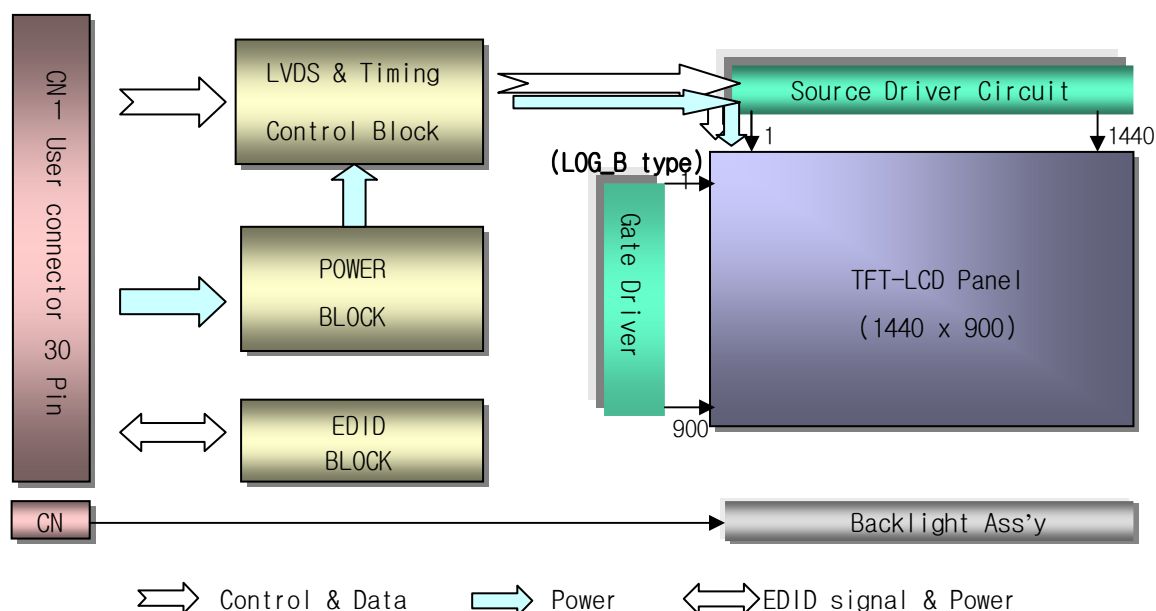 CN- User connector 30 Pin
LVDS & Timing
Control Block
POWER
BLOCK
EDID
BLOCK
Source Driver Circuit
1
1440
(LOG_B type)
1
Gate Driver
900
TFT-LCD Panel
(1440 x 900)
CN
Backlight Ass’y
Control & Data
Power
EDID signal & Power